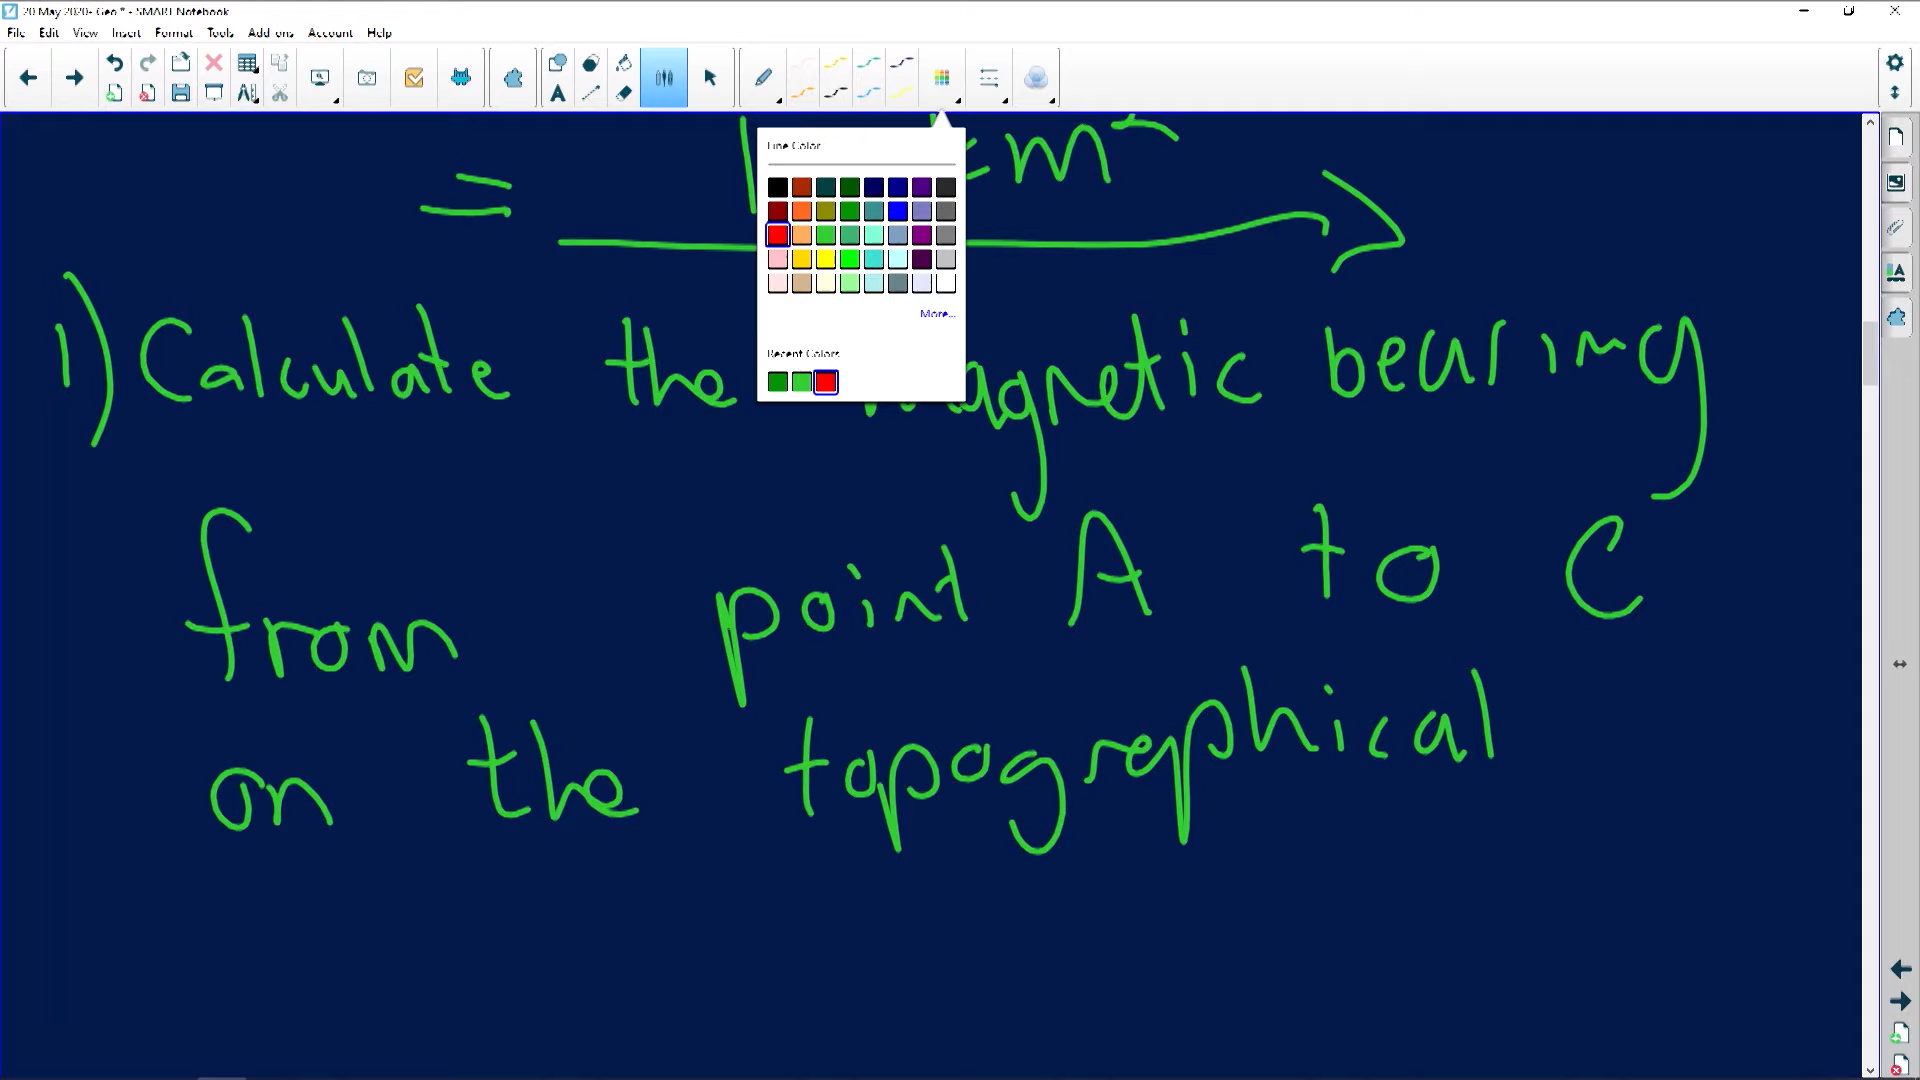 20 May 2020- Geo * - SMART Notebook
File Edit View Insert Format Tools Add-ons Account Help
Line Color
More...
Recent Colors
= m²
1) Calculate the magnetic bearing
from point A to C
on the topographical